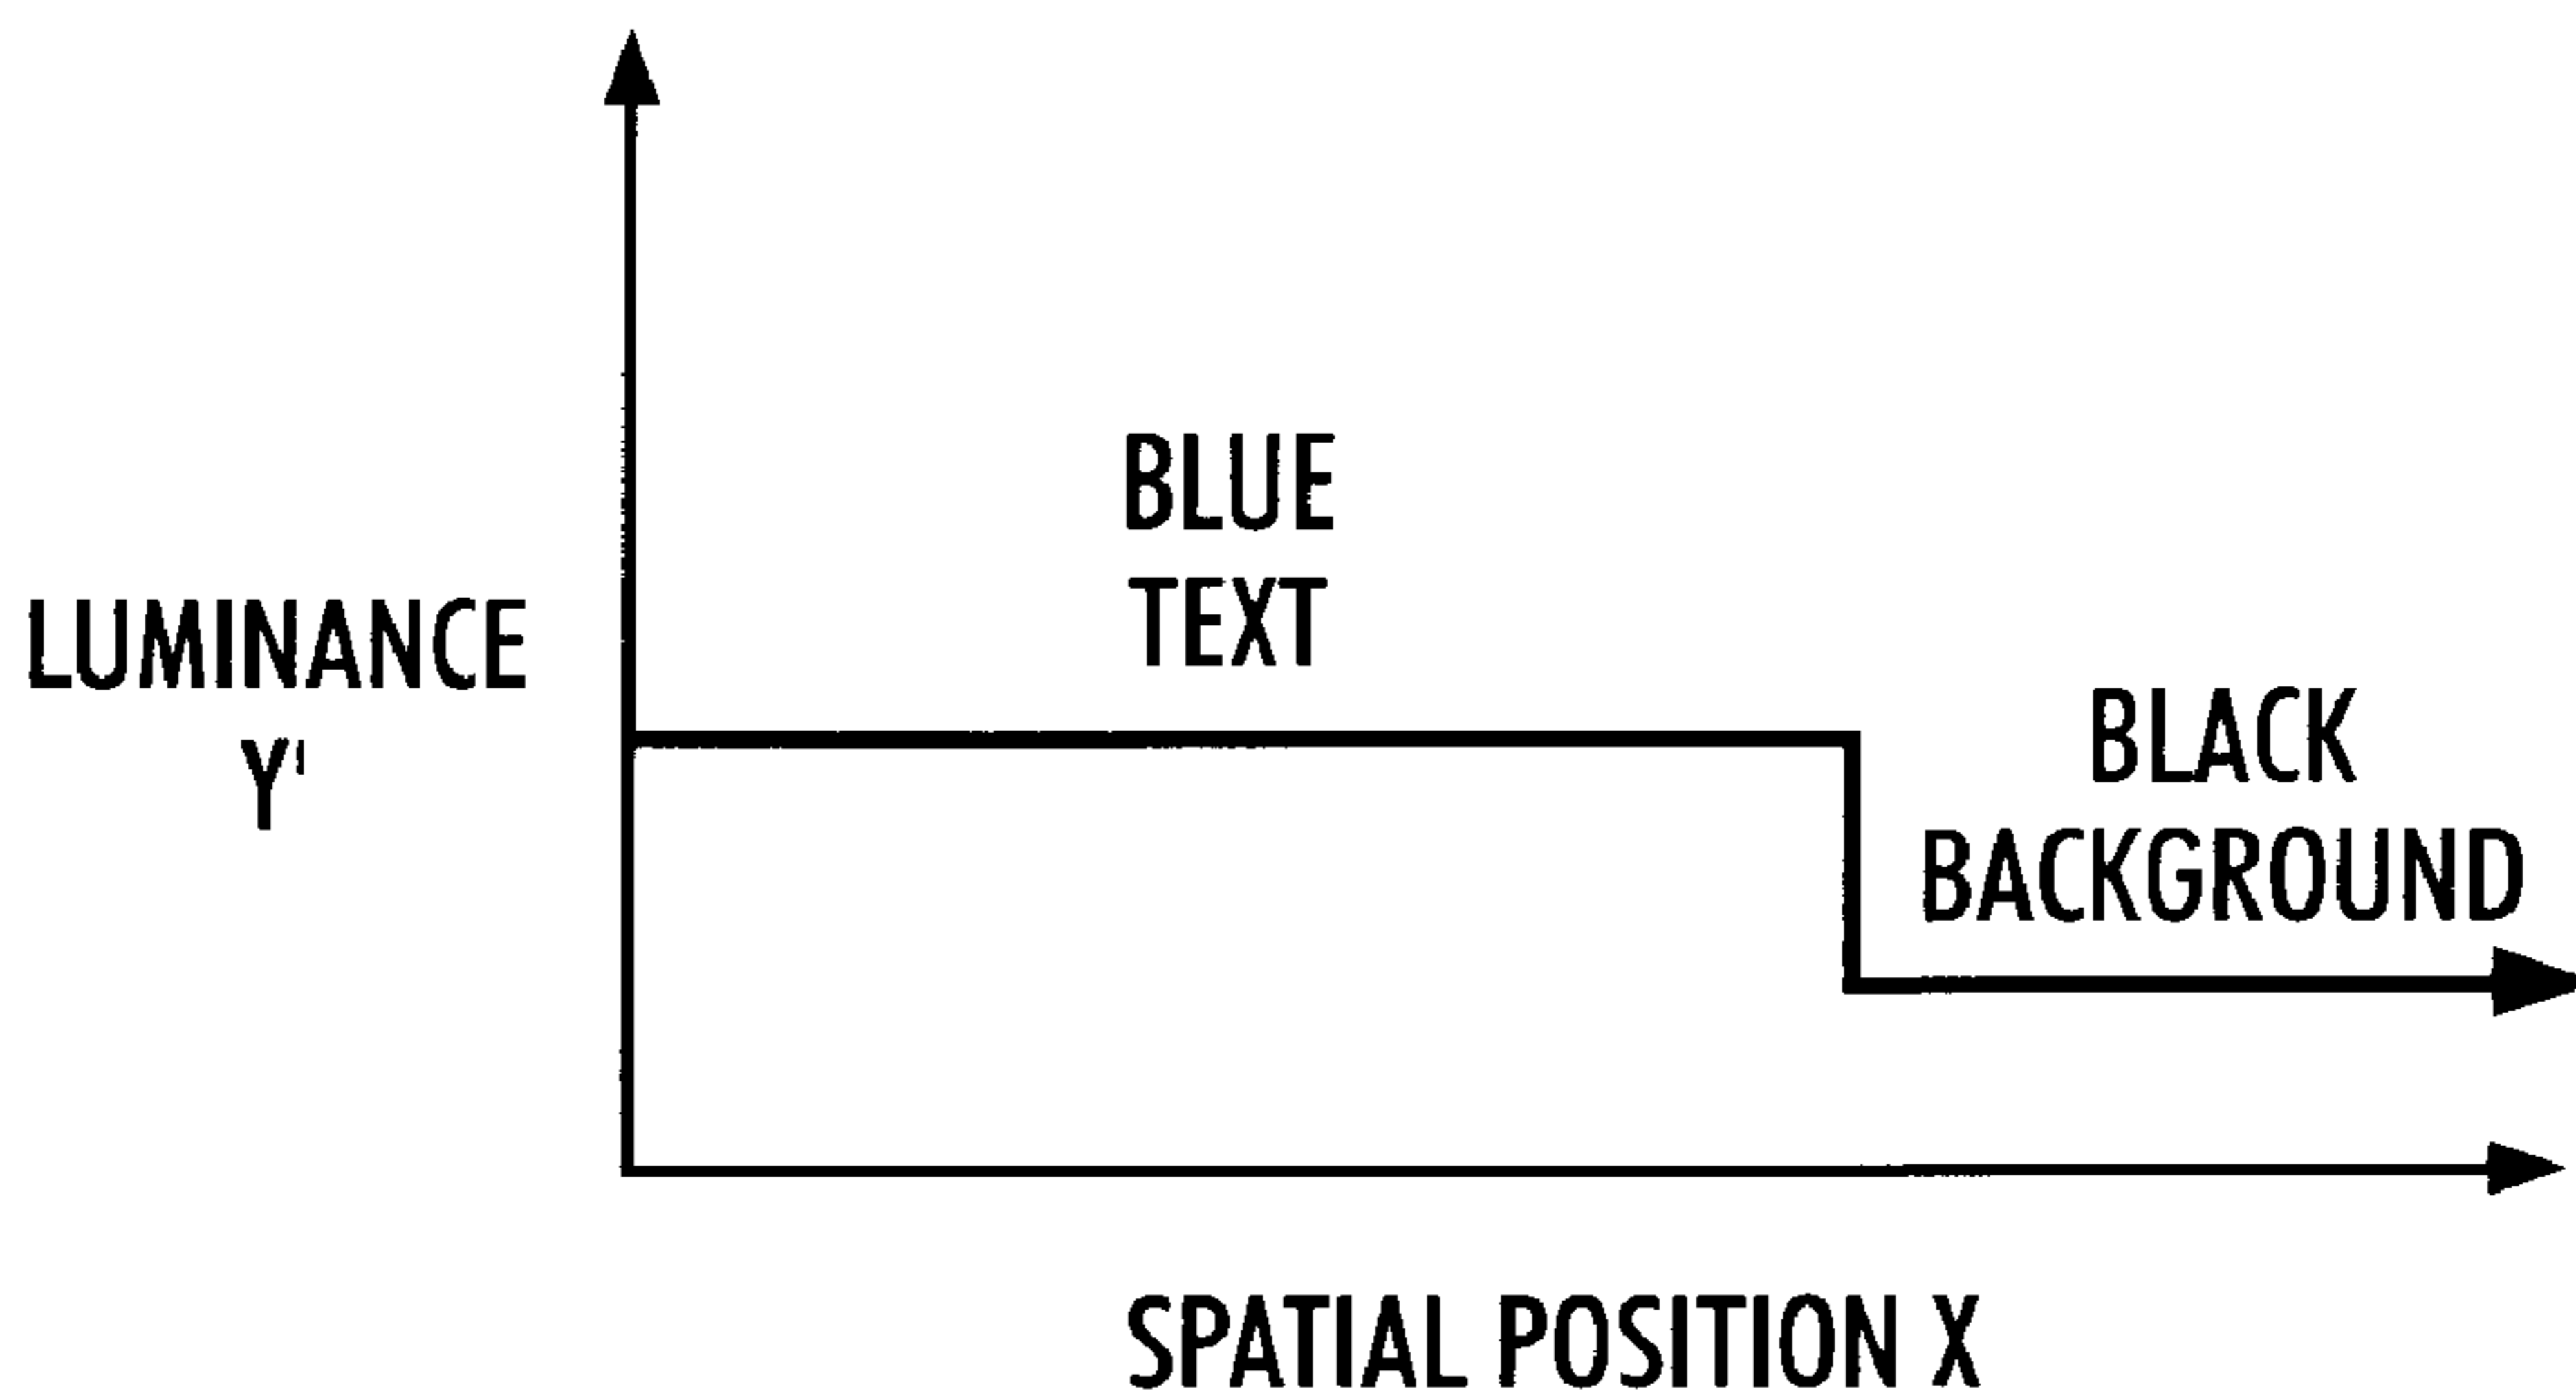 BLUE
TEXT
LUMINANCE
Y'
BLACK
BACKGROUND
SPATIAL POSITION X